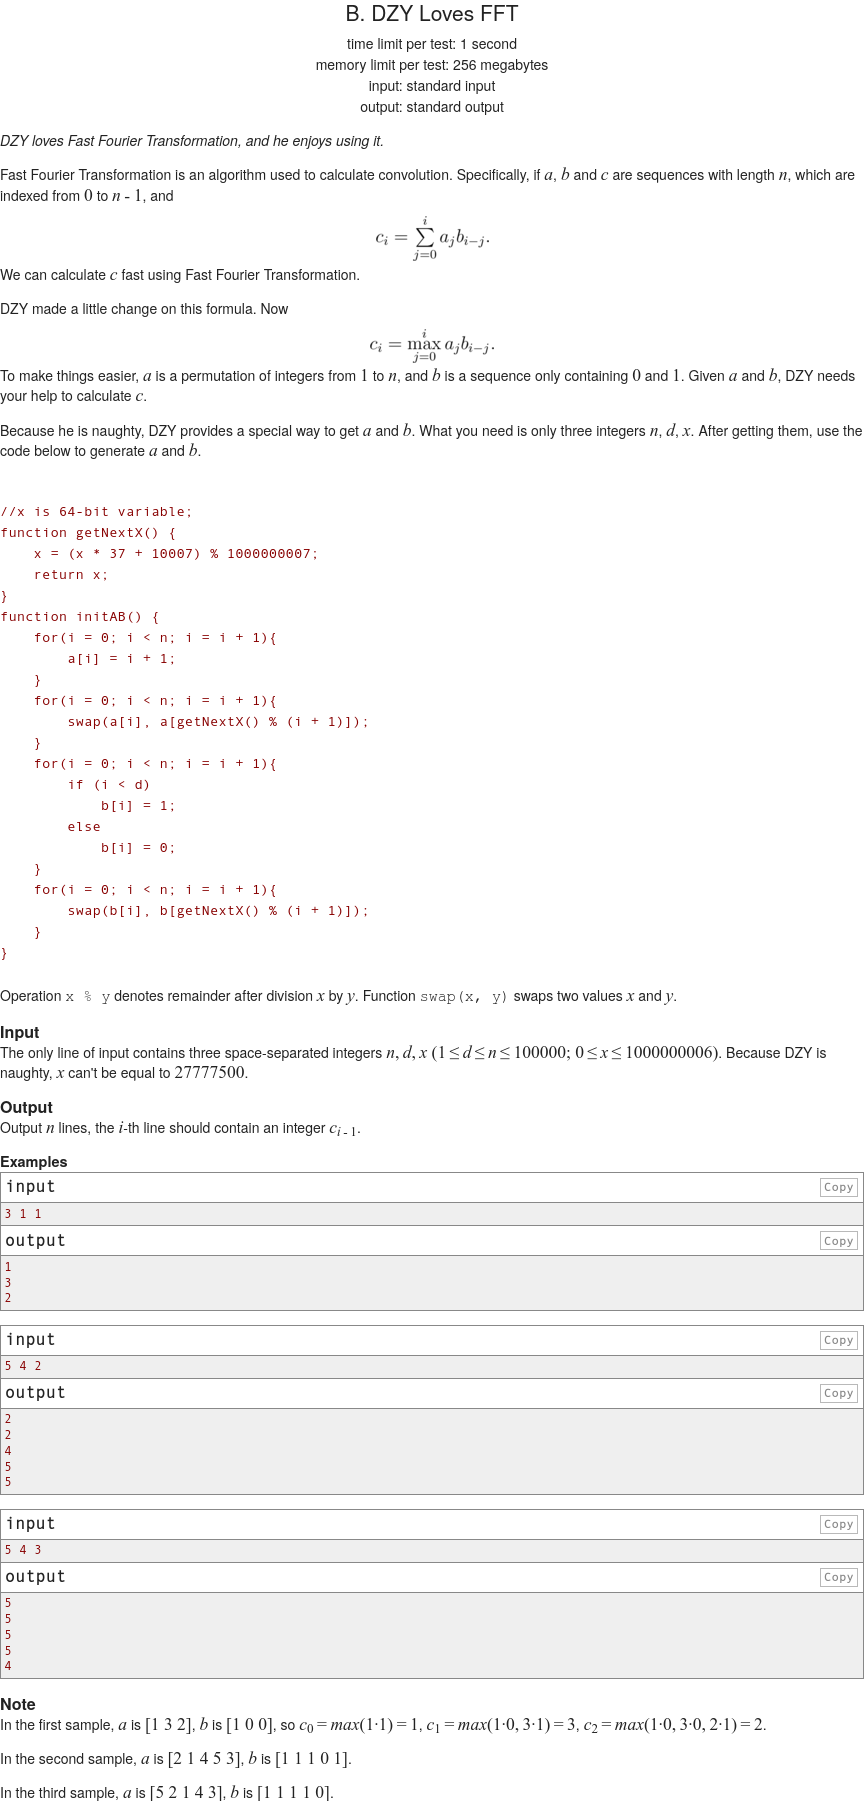 B. DZY Loves FFT
time limit per test: 1 second
memory limit per test: 256 megabytes
input: standard input
output: standard output
DZY loves Fast Fourier Transformation, and he enjoys using it.
Fast Fourier Transformation is an algorithm used to calculate convolution. Specifically, if a, b and c are sequences with length n, which are
indexed from 0 to n - 1, and
c_i = \sum_{j=0}^{i} a_j b_{i-j}.
We can calculate c fast using Fast Fourier Transformation.
DZY made a little change on this formula. Now
c_i = \max_{j=0}^{i} a_j b_{i-j}.
To make things easier, a is a permutation of integers from 1 to n, and b is a sequence only containing 0 and 1. Given a and b, DZY needs
your help to calculate c.
Because he is naughty, DZY provides a special way to get a and b. What you need is only three integers n, d, x. After getting them, use the
code below to generate a and b.
//x is 64-bit variable;
function getNextX() {
    x = (x * 37 + 10007) % 1000000007;
    return x;
}
function initAB() {
    for(i = 0; i < n; i = i + 1){
        a[i] = i + 1;
    }
    for(i = 0; i < n; i = i + 1){
        swap(a[i], a[getNextX() % (i + 1)]);
    }
    for(i = 0; i < n; i = i + 1){
        if (i < d)
            b[i] = 1;
        else
            b[i] = 0;
    }
    for(i = 0; i < n; i = i + 1){
        swap(b[i], b[getNextX() % (i + 1)]);
    }
}
Operation x % y denotes remainder after division x by y. Function swap(x, y) swaps two values x and y.
Input
The only line of input contains three space-separated integers n, d, x (1 ≤ d ≤ n ≤ 100000; 0 ≤ x ≤ 1000000006). Because DZY is
naughty, x can't be equal to 27777500.
Output
Output n lines, the i-th line should contain an integer c_{i - 1}.
Examples
input Copy
3 1 1
output Copy
1
3
2
input Copy
5 4 2
output Copy
2
2
4
5
5
input Copy
5 4 3
output Copy
5
5
5
5
4
Note
In the first sample, a is [1 3 2], b is [1 0 0], so c_0 = max(1·1) = 1, c_1 = max(1·0, 3·1) = 3, c_2 = max(1·0, 3·0, 2·1) = 2.
In the second sample, a is [2 1 4 5 3], b is [1 1 1 0 1].
In the third sample, a is [5 2 1 4 3], b is [1 1 1 1 0].